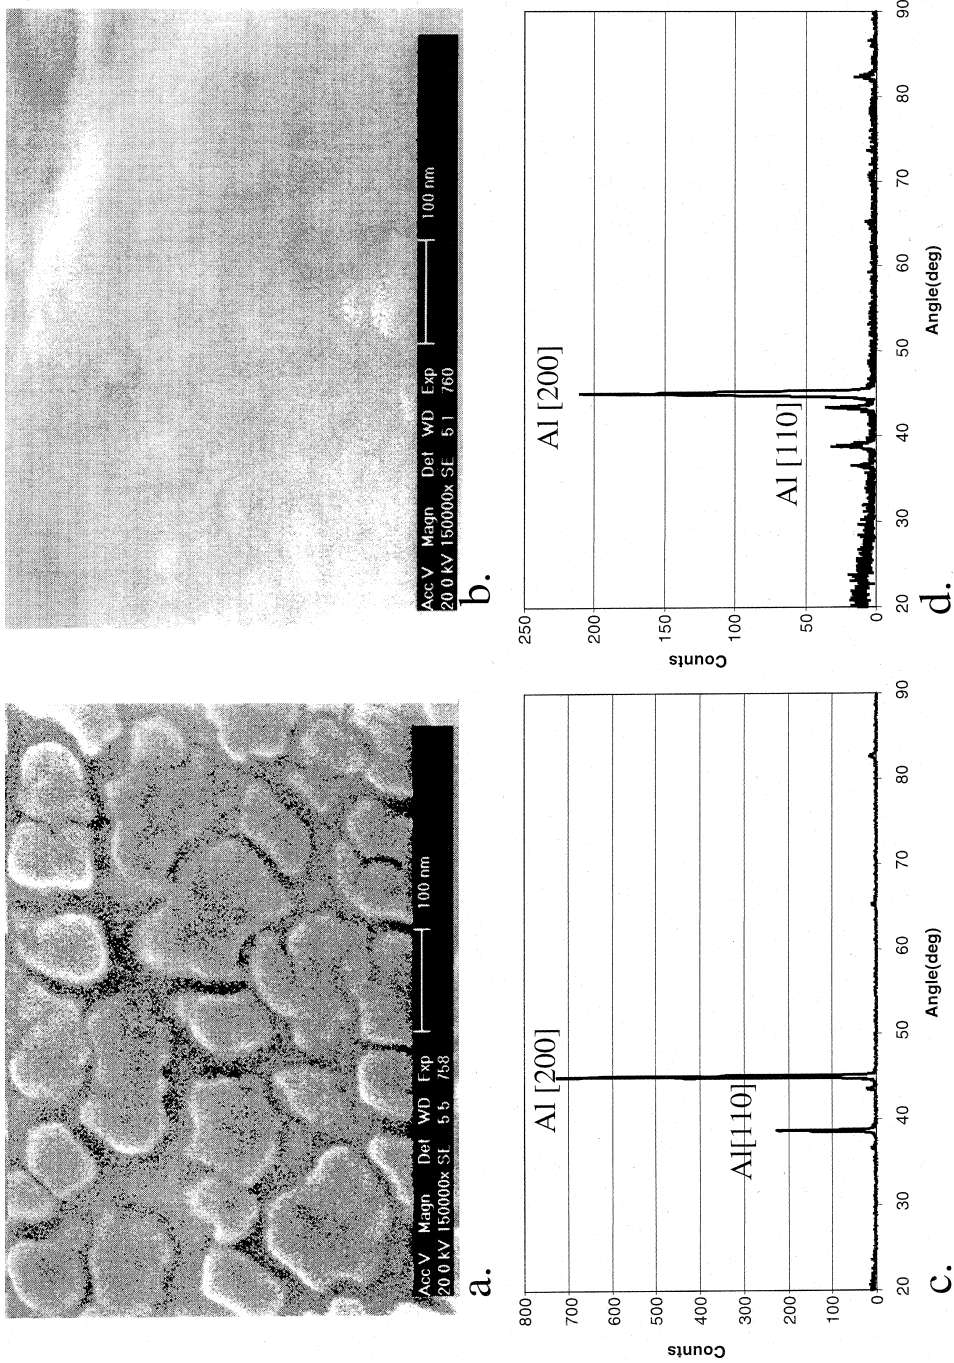 Acc V Magn Det WD Exp
20 0 kV 150000x SE 5 5 758
100 nm
a.
Acc V Magn Det WD Exp
20 0 kV 150000x SE 5 1 760
100 nm
b.
Counts
800
700
600
500
400
300
200
100
0
Al [200]
Al[110]
20 30 40 50 60 70 80 90
Angle(deg)
c.
Counts
250
200
150
100
50
0
Al [200]
Al [110]
20 30 40 50 60 70 80 90
Angle(deg)
d.